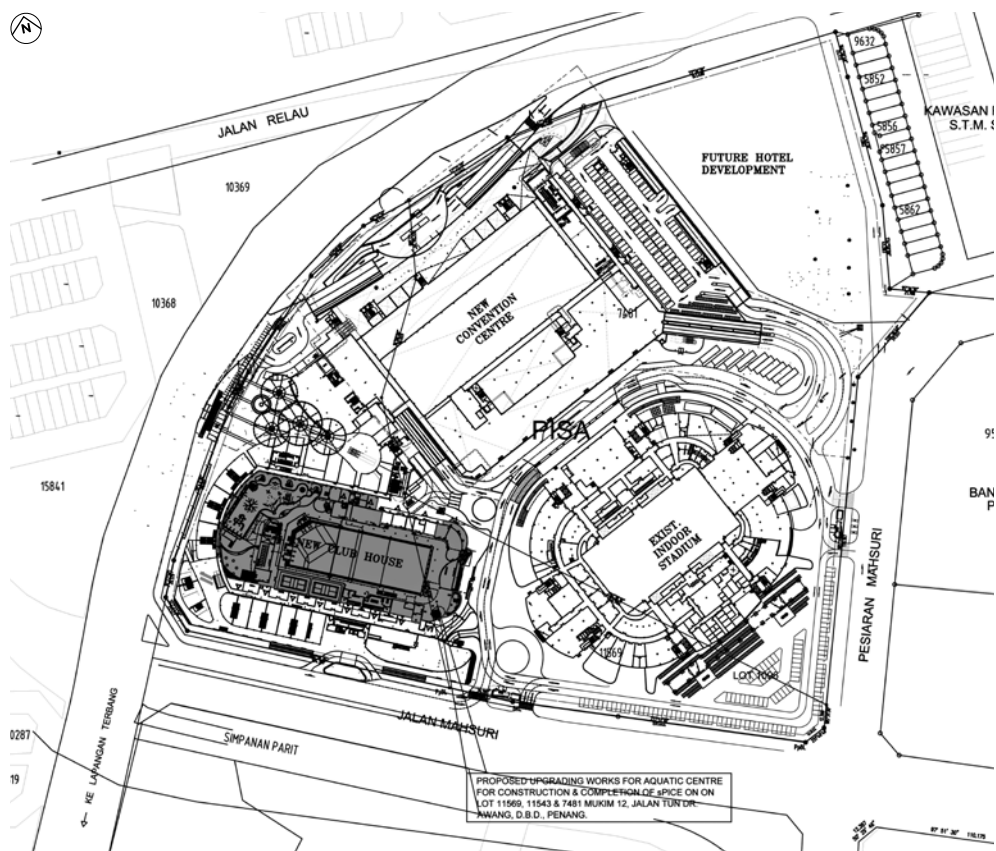 N
JALAN RELAU
10369
10368
15841
9632
5852
5856
5857
5862
KAWASAN
S.T.M. S
FUTURE HOTEL
DEVELOPMENT
NEW
CONVENTION
CENTRE
7481
PISA
NEW CLUB HOUSE
EXIST.
INDOOR
STADIUM
11569
LOT 1098
PESIARAN MAHSURI
95
BAN
P
JALAN MAHSURI
SIMPANAN PARIT
KE LAPANGAN TERBANG
0287
19
PROPOSED UPGRADING WORKS FOR AQUATIC CENTRE
FOR CONSTRUCTION & COMPLETION OF sPICE ON ON
LOT 11569, 11543 & 7481 MUKIM 12, JALAN TUN DR.
AWANG, D.B.D., PENANG.